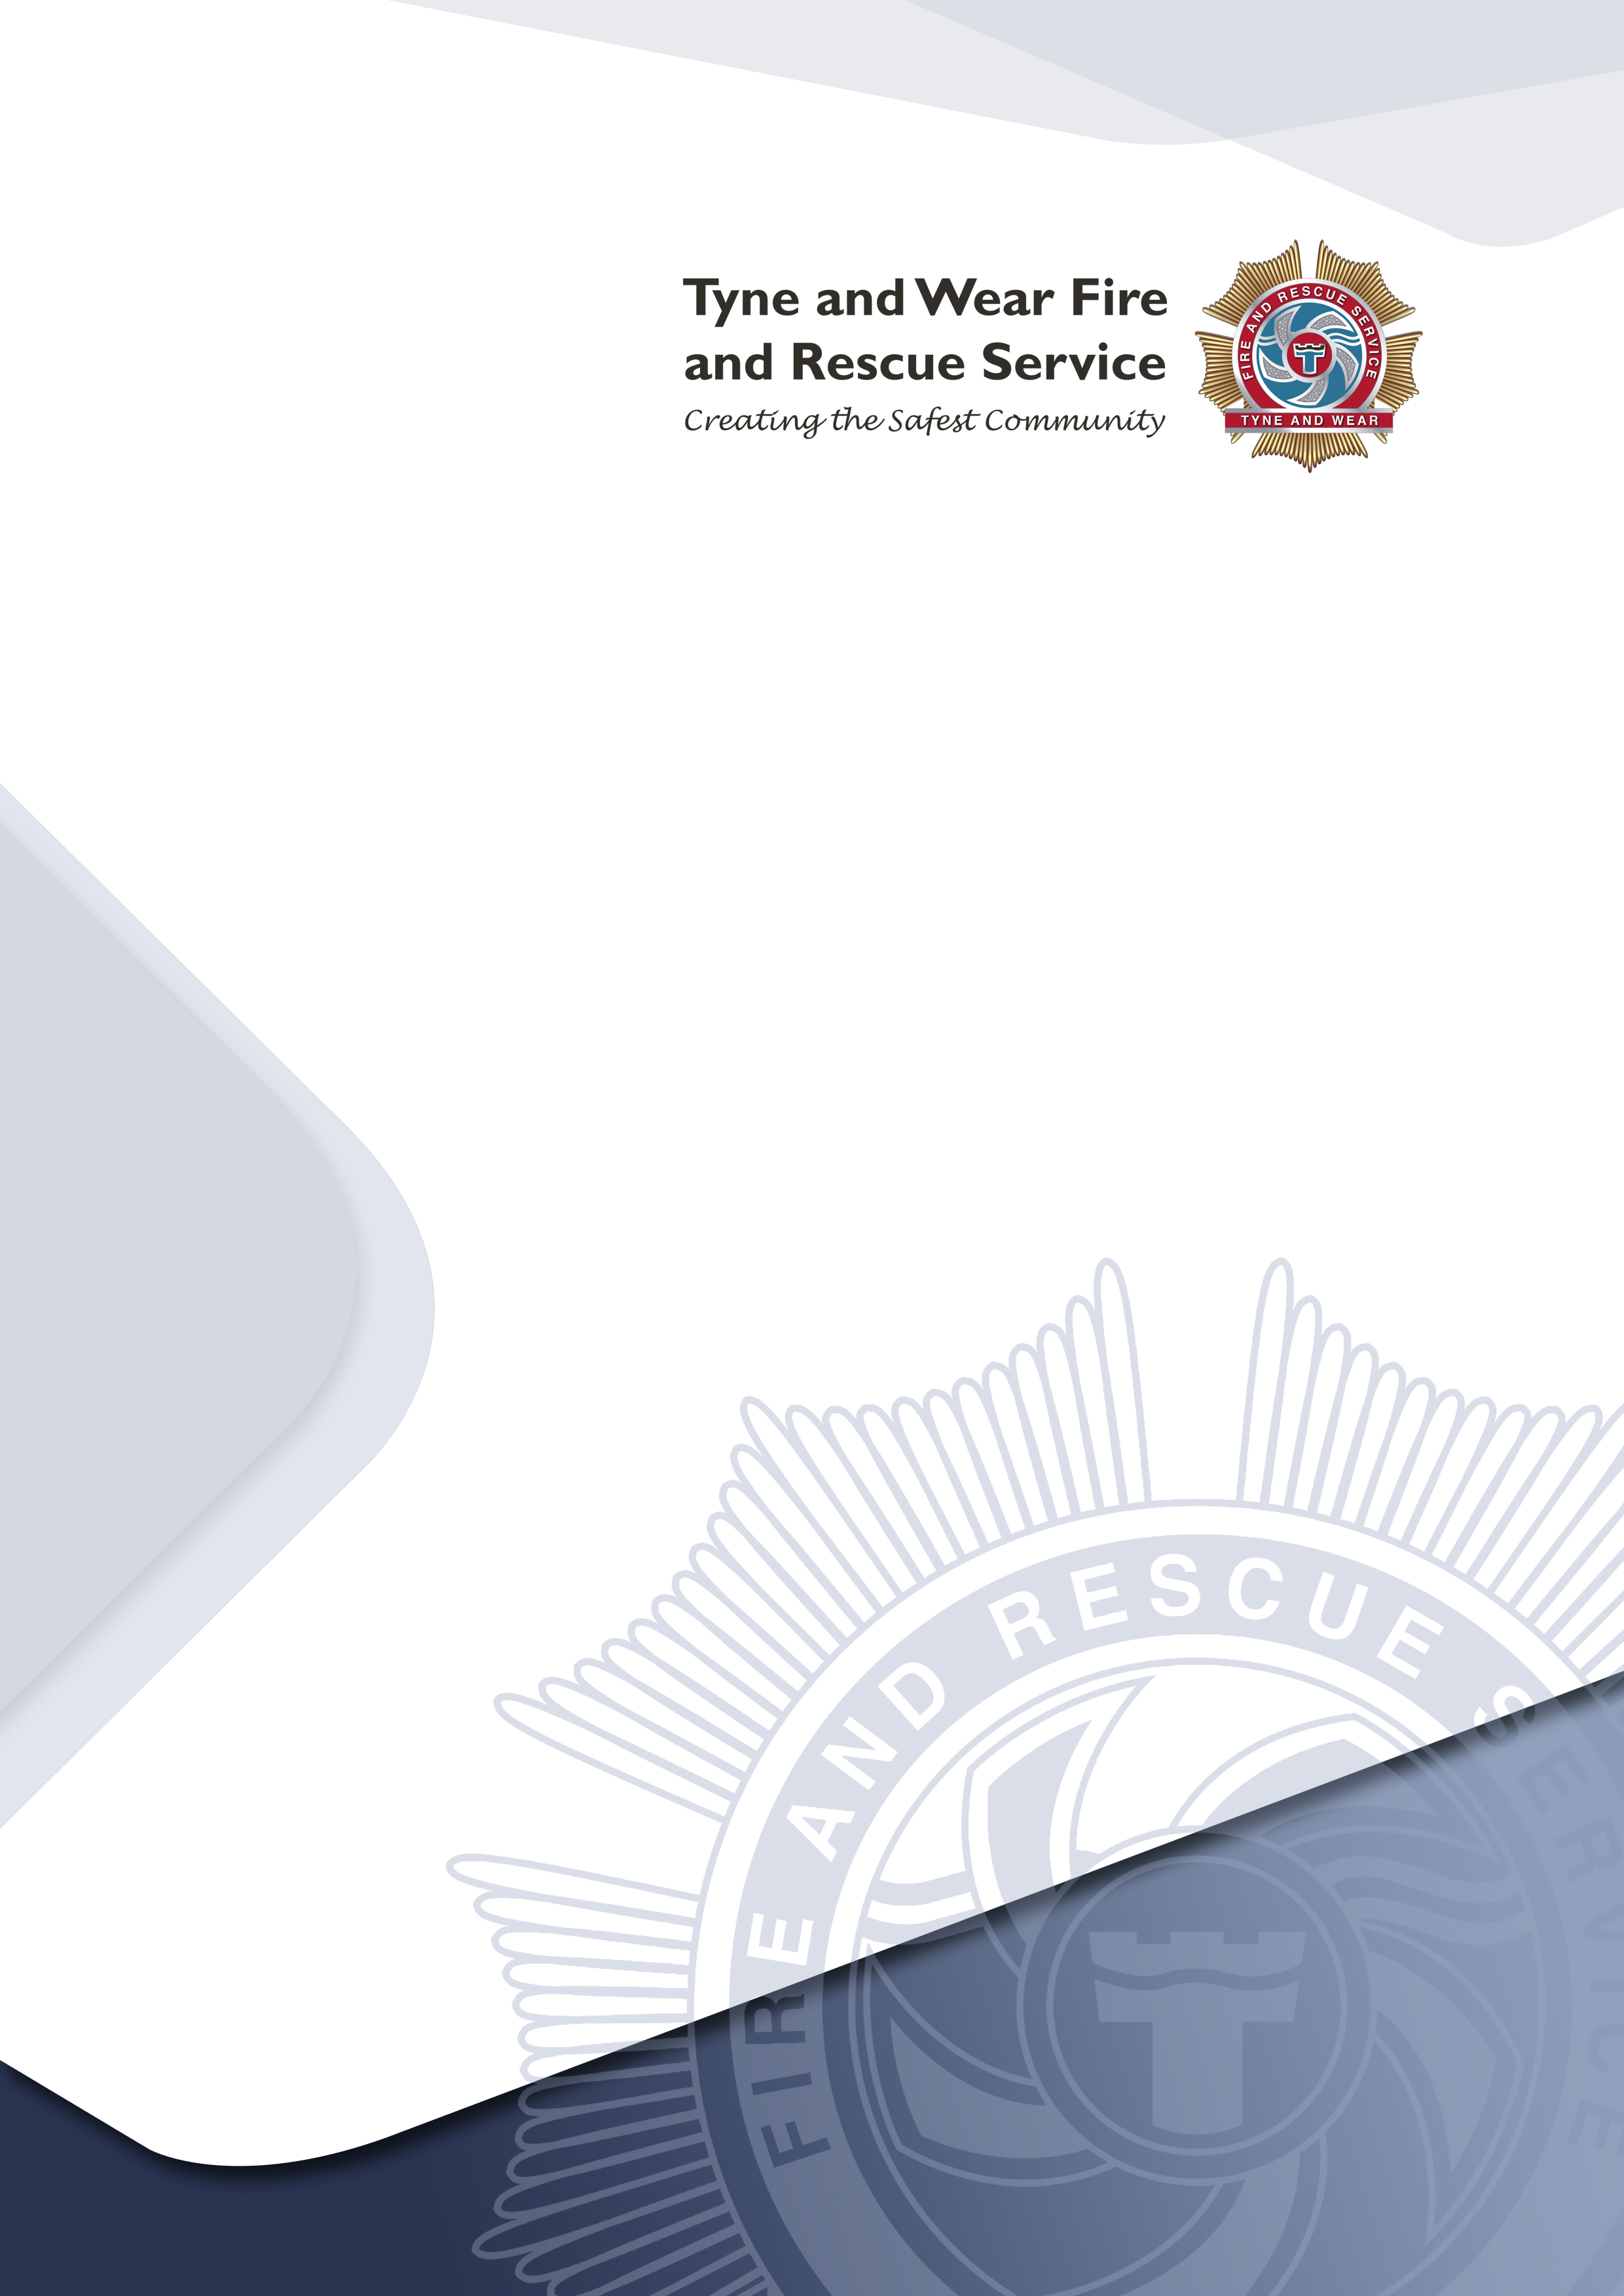 Tyne and Wear Fire
and Rescue Service
Creating the Safest Community
FIRE AND RESCUE SERVICE
TYNE AND WEAR
FIRE AND RESCUE SERVICE